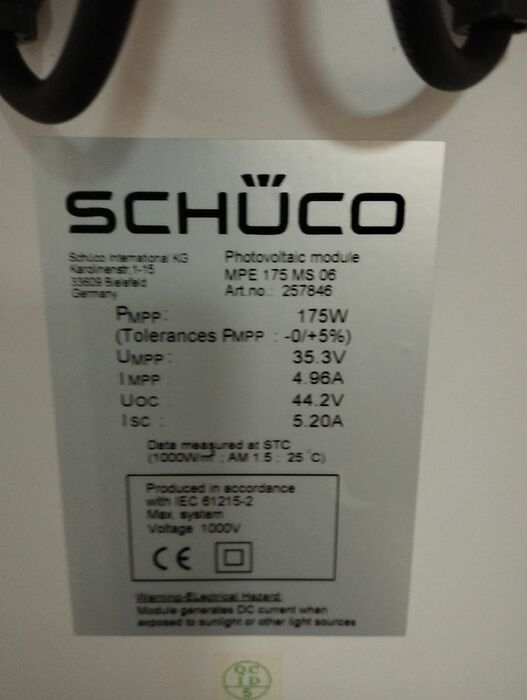 SCHÜCO
Schüco International KG
Karolinenstr.1-15
33609 Bielefeld
Germany
Photovoltaic module
MPE 175 MS 06
Art.no.: 257846
PMPP: 175W
(Tolerances PMPP : -0/+5%)
UMPP: 35.3V
IMPP : 4.96A
UOC : 44.2V
ISC : 5.20A
Data measured at STC
(1000W/m² ; AM 1.5 ; 25 °C)
Produced in accordance
with IEC 61215-2
Max. system
Voltage 1000V
CE
Warning-Electrical Hazard
Module generates DC current when
exposed to sunlight or other light sources
QC
5